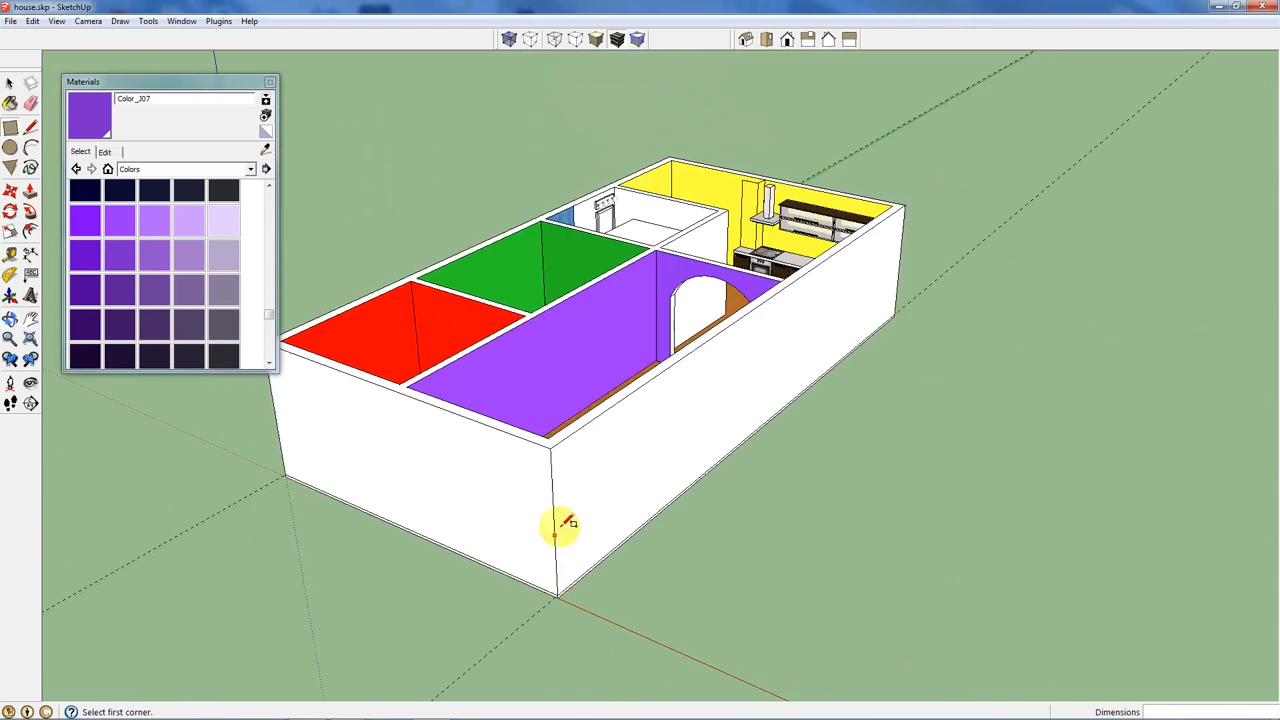 house.skp - SketchUp
File Edit View Camera Draw Tools Window Plugins Help
Materials
Color_J07
Select Edit
Colors
Select first corner.
Dimensions